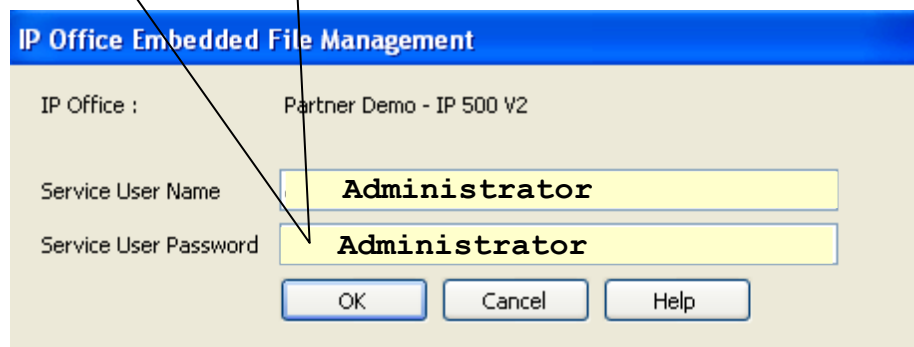 IP Office Embedded File Management
IP Office : Partner Demo - IP 500 V2
Service User Name Administrator
Service User Password Administrator
OK Cancel Help